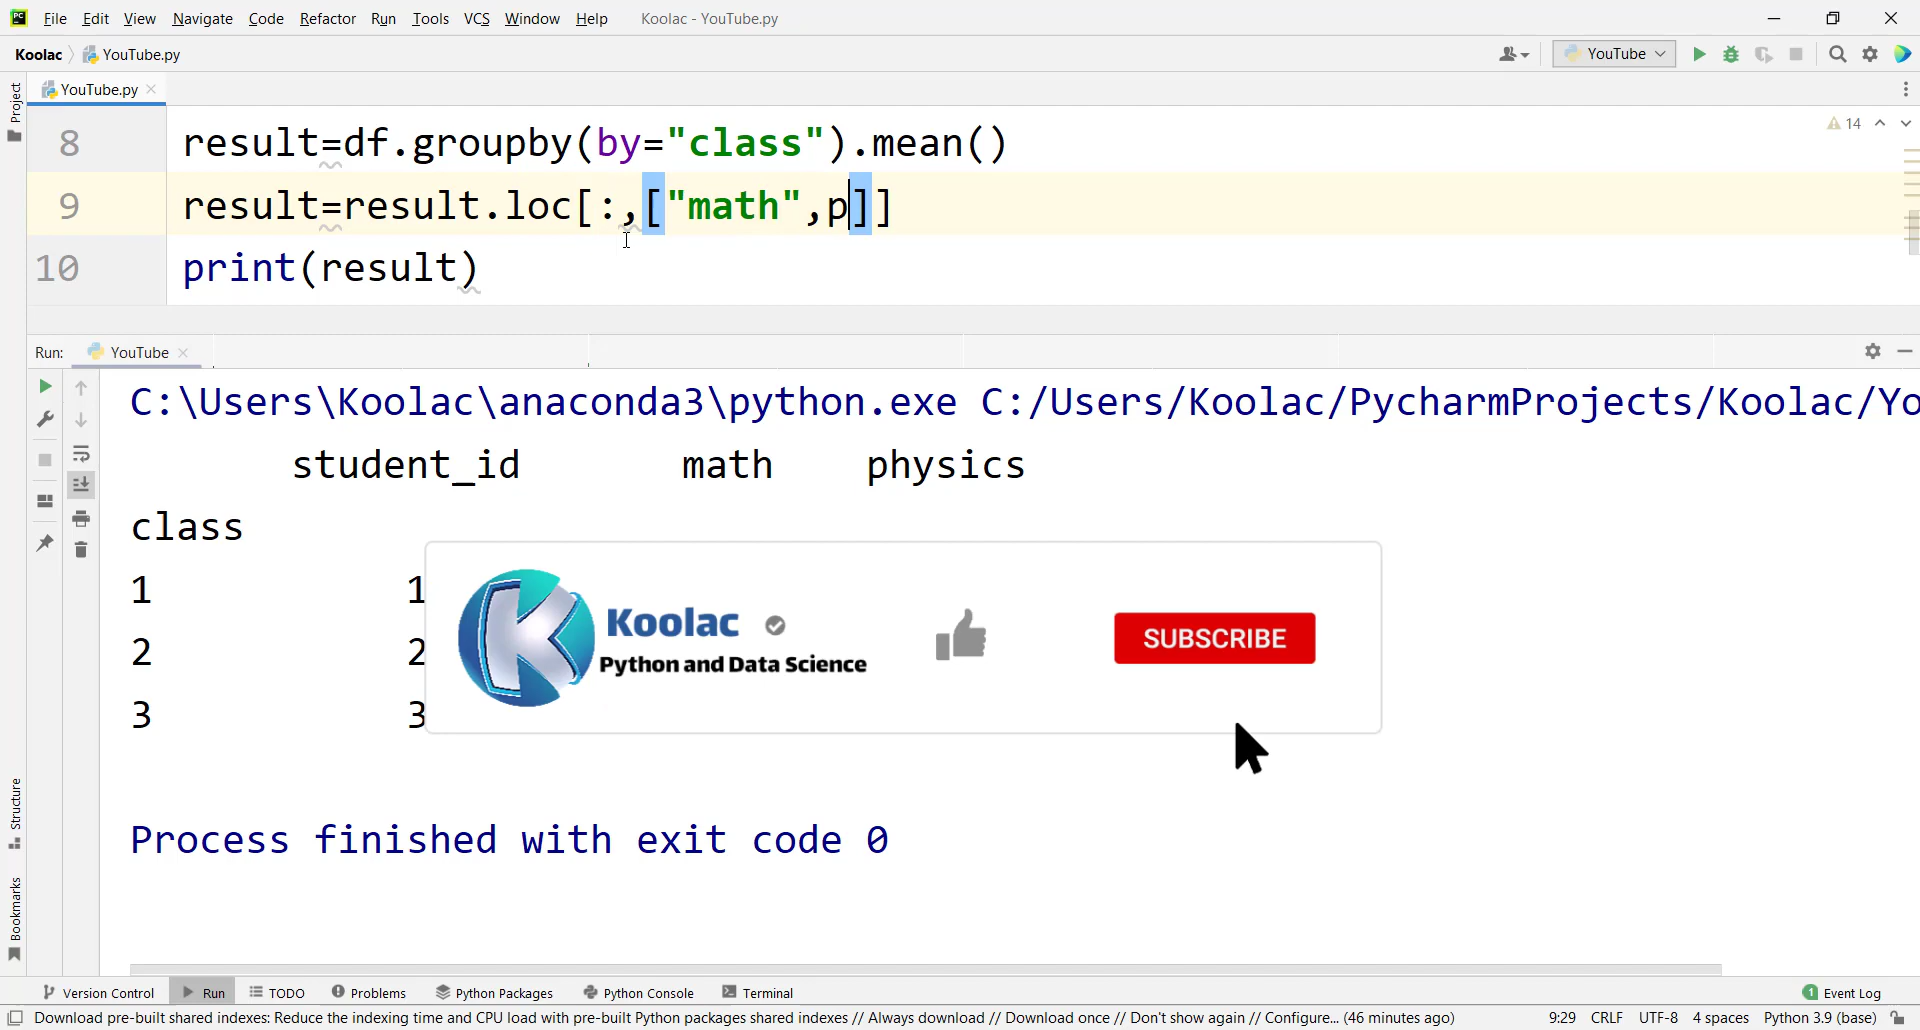 File Edit View Navigate Code Refactor Run Tools VCS Window Help Koolac - YouTube.py
Koolac YouTube.py YouTube
Project YouTube.py
14
8 result=df.groupby(by="class").mean()
9 result=result.loc[:,["math",p]]
10 print(result)
Run: YouTube
C:\Users\Koolac\anaconda3\python.exe C:/Users/Koolac/PycharmProjects/Koolac/Yo
student_id math physics
class
1 1
2 2
3 3
Koolac
Python and Data Science
SUBSCRIBE
Process finished with exit code 0
Structure
Bookmarks
Version Control Run TODO Problems Python Packages Python Console Terminal 1 Event Log
Download pre-built shared indexes: Reduce the indexing time and CPU load with pre-built Python packages shared indexes // Always download // Download once // Don't show again // Configure... (46 minutes ago) 9:29 CRLF UTF-8 4 spaces Python 3.9 (base)